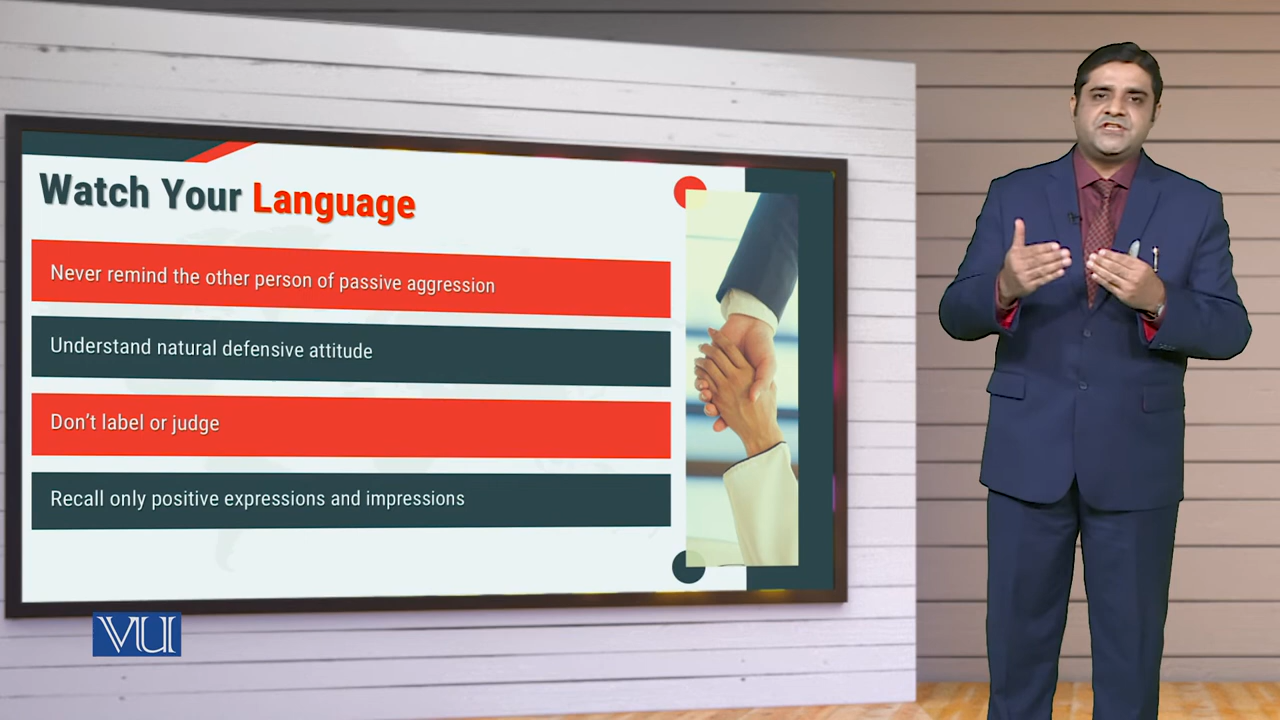 Watch Your Language
Never remind the other person of passive aggression
Understand natural defensive attitude
Don’t label or judge
Recall only positive expressions and impressions
VU